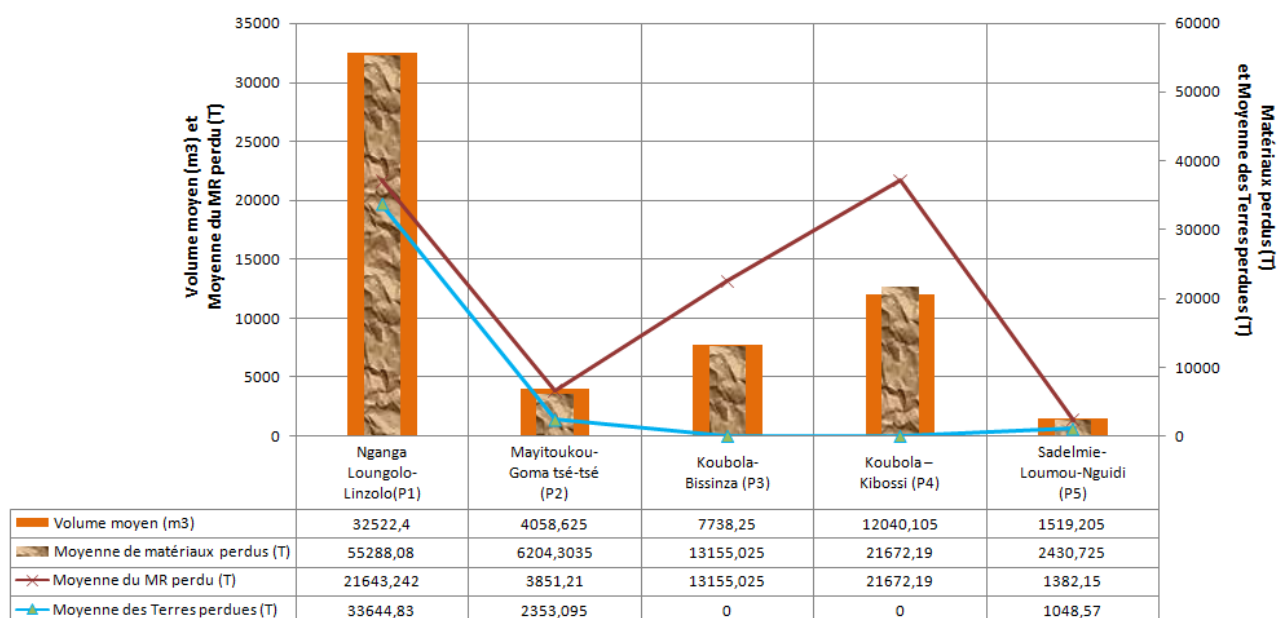 35000
30000
25000
20000
15000
10000
5000
0
Volume moyen (m3) et
Moyenne du MR perdu (T)
60000
50000
40000
30000
20000
10000
0
Matériaux perdus (T)
et Moyenne des Terres perdues (T)
Nganga
Loungolo-
Linzolo(P1)
Mayitoukou-
Goma tsé-tsé
(P2)
Koubola-
Bissinza (P3)
Koubola –
Kibossi (P4)
Sadelmie-
Loumou-Nguidi
(P5)
Volume moyen (m3) 32522,4 4058,625 7738,25 12040,105 1519,205
Moyenne de matériaux perdus (T) 55288,08 6204,3035 13155,025 21672,19 2430,725
Moyenne du MR perdu (T) 21643,242 3851,21 13155,025 21672,19 1382,15
Moyenne des Terres perdues (T) 33644,83 2353,095 0 0 1048,57